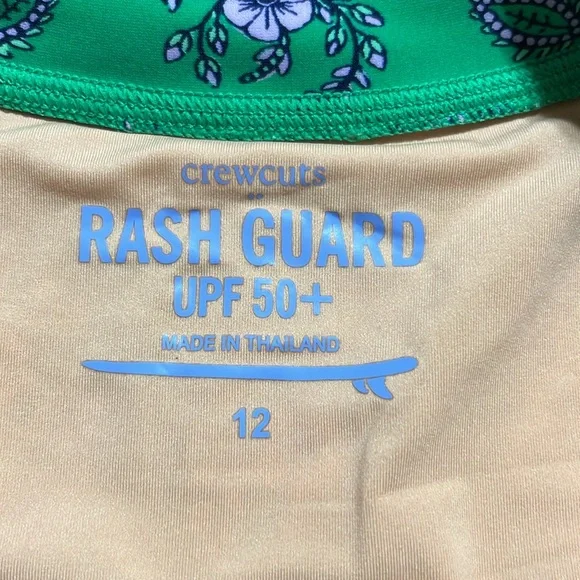 crewcuts
RASH GUARD
UPF 50+
MADE IN THAILAND
12